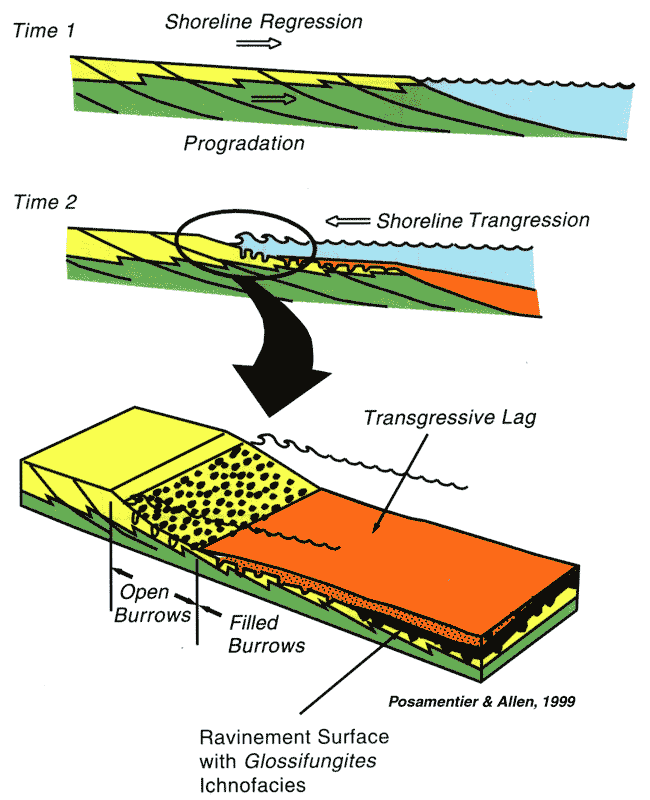 Time 1
Shoreline Regression
Progradation
Time 2
Shoreline Trangression
Transgressive Lag
Open
Burrows
Filled
Burrows
Posamentier & Allen, 1999
Ravinement Surface
with Glossifungites
Ichnofacies